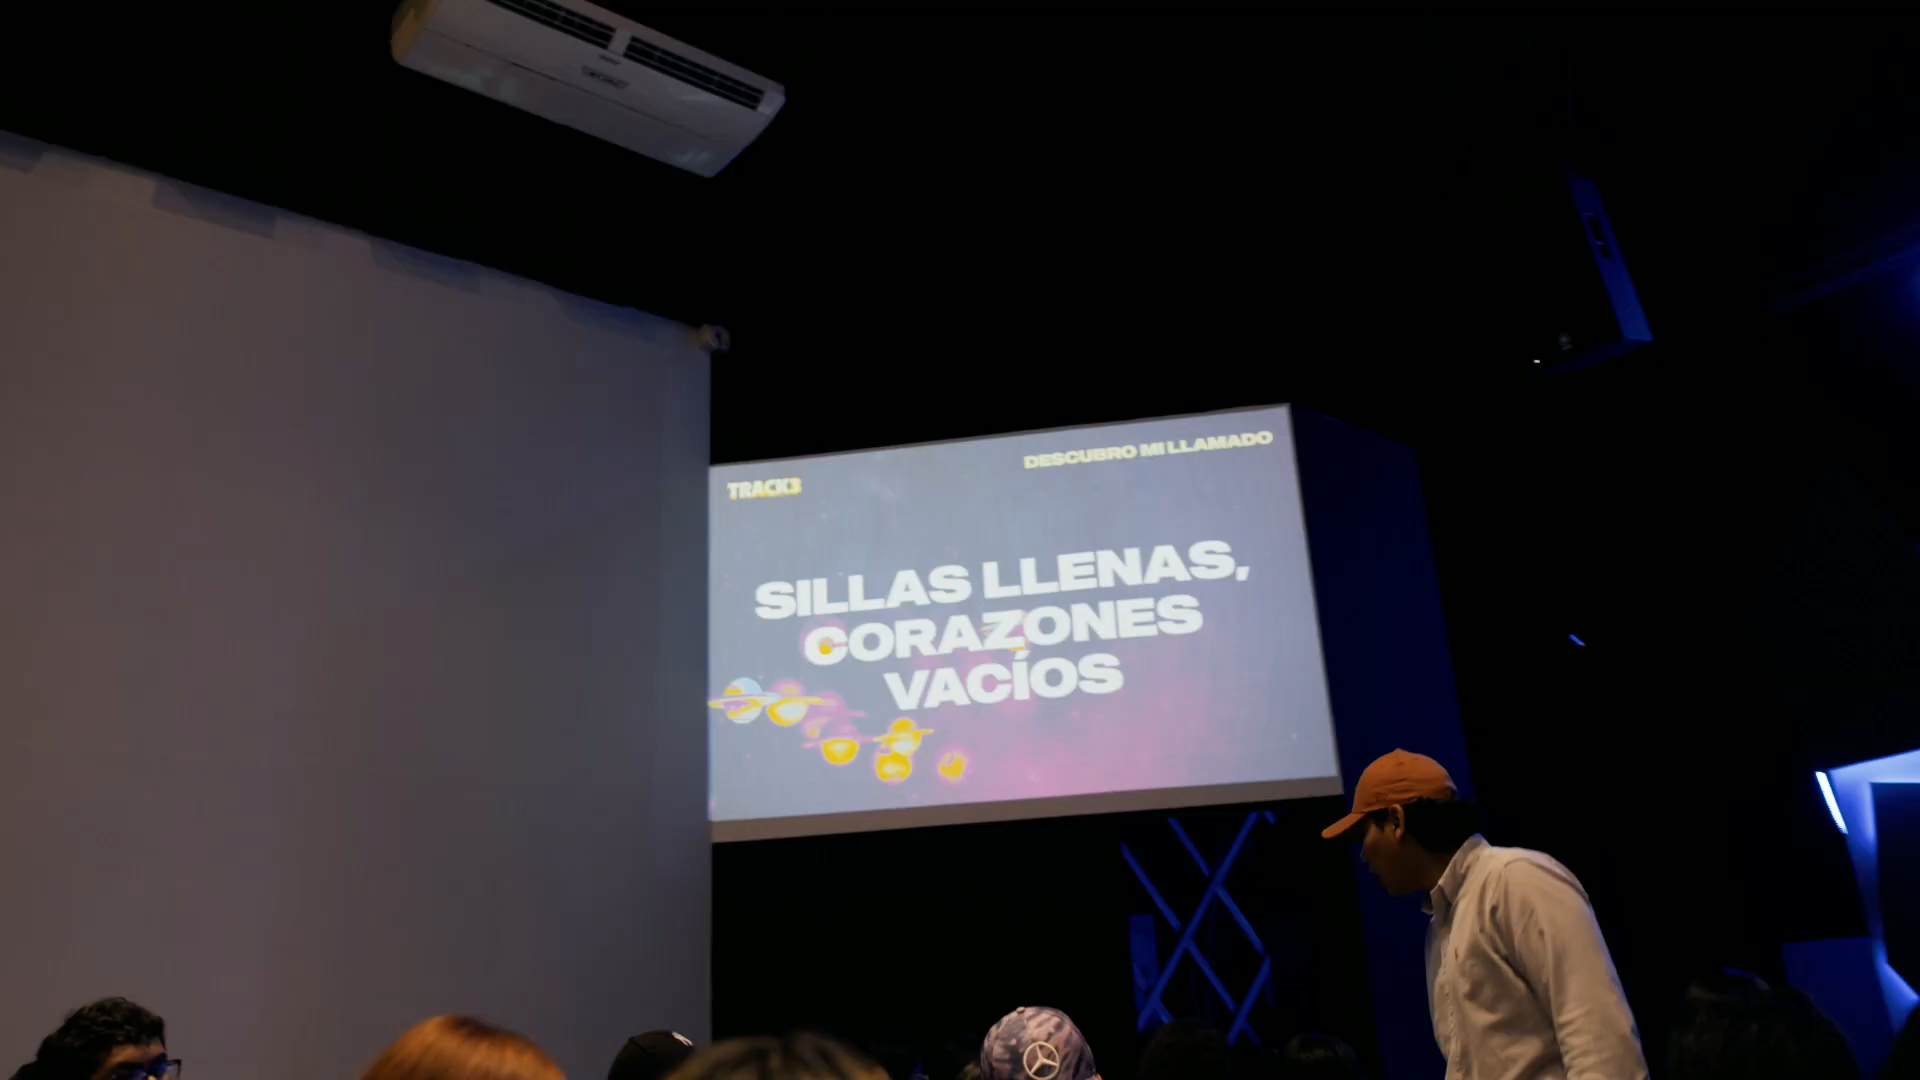 DESCUBRO MI LLAMADO
TRACK3
SILLAS LLENAS,
CORAZONES
VACÍOS